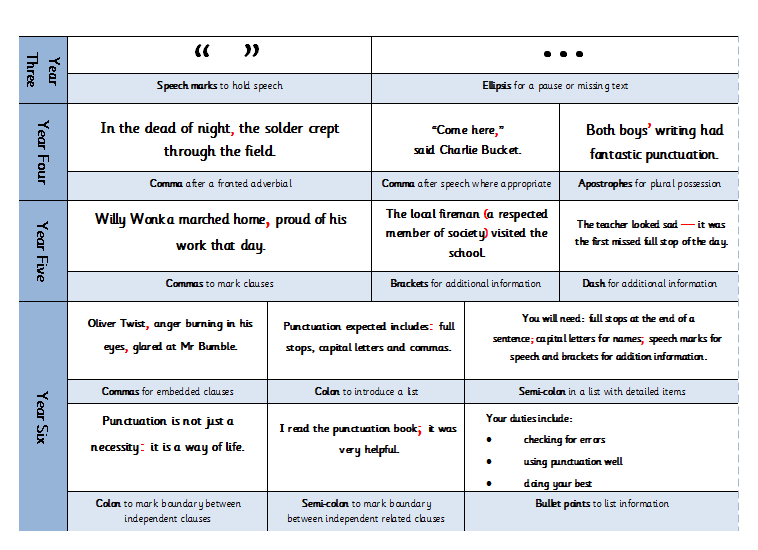 Year
Three
“ ”
• • •
Speech marks to hold speech
Ellipsis for a pause or missing text
Year Four
In the dead of night, the solder crept
through the field.
“Come here,”
said Charlie Bucket.
Both boys’ writing had
fantastic punctuation.
Comma after a fronted adverbial
Comma after speech where appropriate
Apostrophes for plural possession
Year Five
Willy Wonka marched home, proud of his
work that day.
The local fireman (a respected
member of society) visited the
school.
The teacher looked sad — it was
the first missed full stop of the day.
Commas to mark clauses
Brackets for additional information
Dash for additional information
Year Six
Oliver Twist, anger burning in his
eyes, glared at Mr Bumble.
Punctuation expected includes: full
stops, capital letters and commas.
You will need: full stops at the end of a
sentence; capital letters for names; speech marks for
speech and brackets for addition information.
Commas for embedded clauses
Colon to introduce a list
Semi-colon in a list with detailed items
Punctuation is not just a
necessity: it is a way of life.
I read the punctuation book; it was
very helpful.
Your duties include:
• checking for errors
• using punctuation well
• doing your best
Colon to mark boundary between
independent clauses
Semi-colon to mark boundary
between independent related clauses
Bullet points to list information